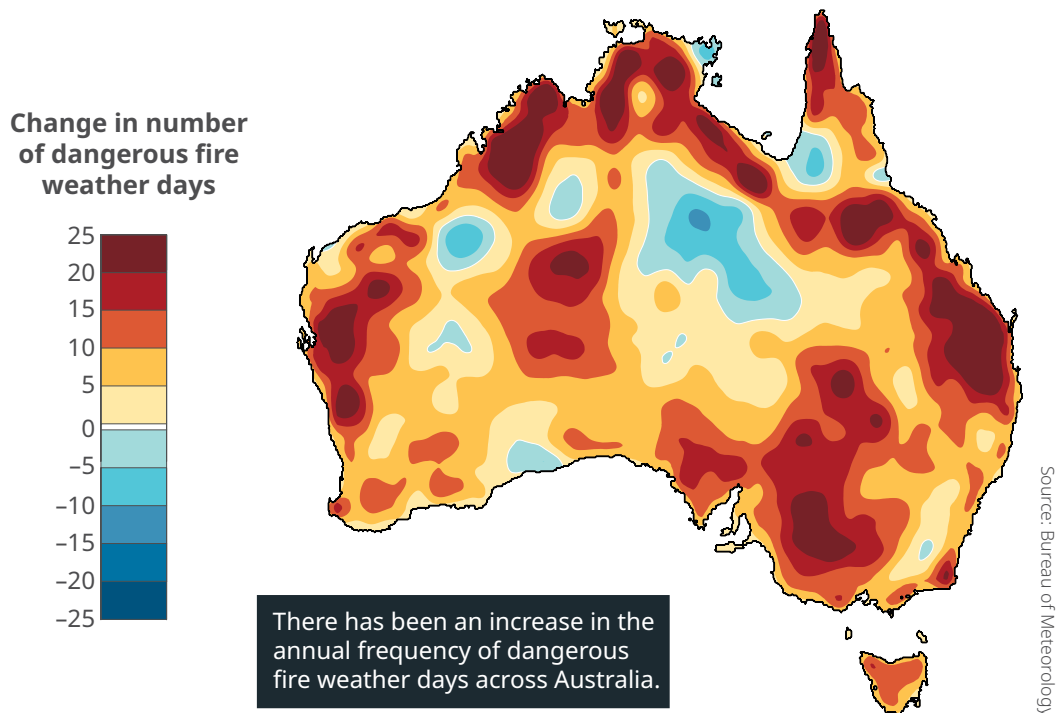 Change in number
of dangerous fire
weather days
25
20
15
10
5
0
–5
–10
–15
–20
–25
There has been an increase in the
annual frequency of dangerous
fire weather days across Australia.
Source: Bureau of Meteorology